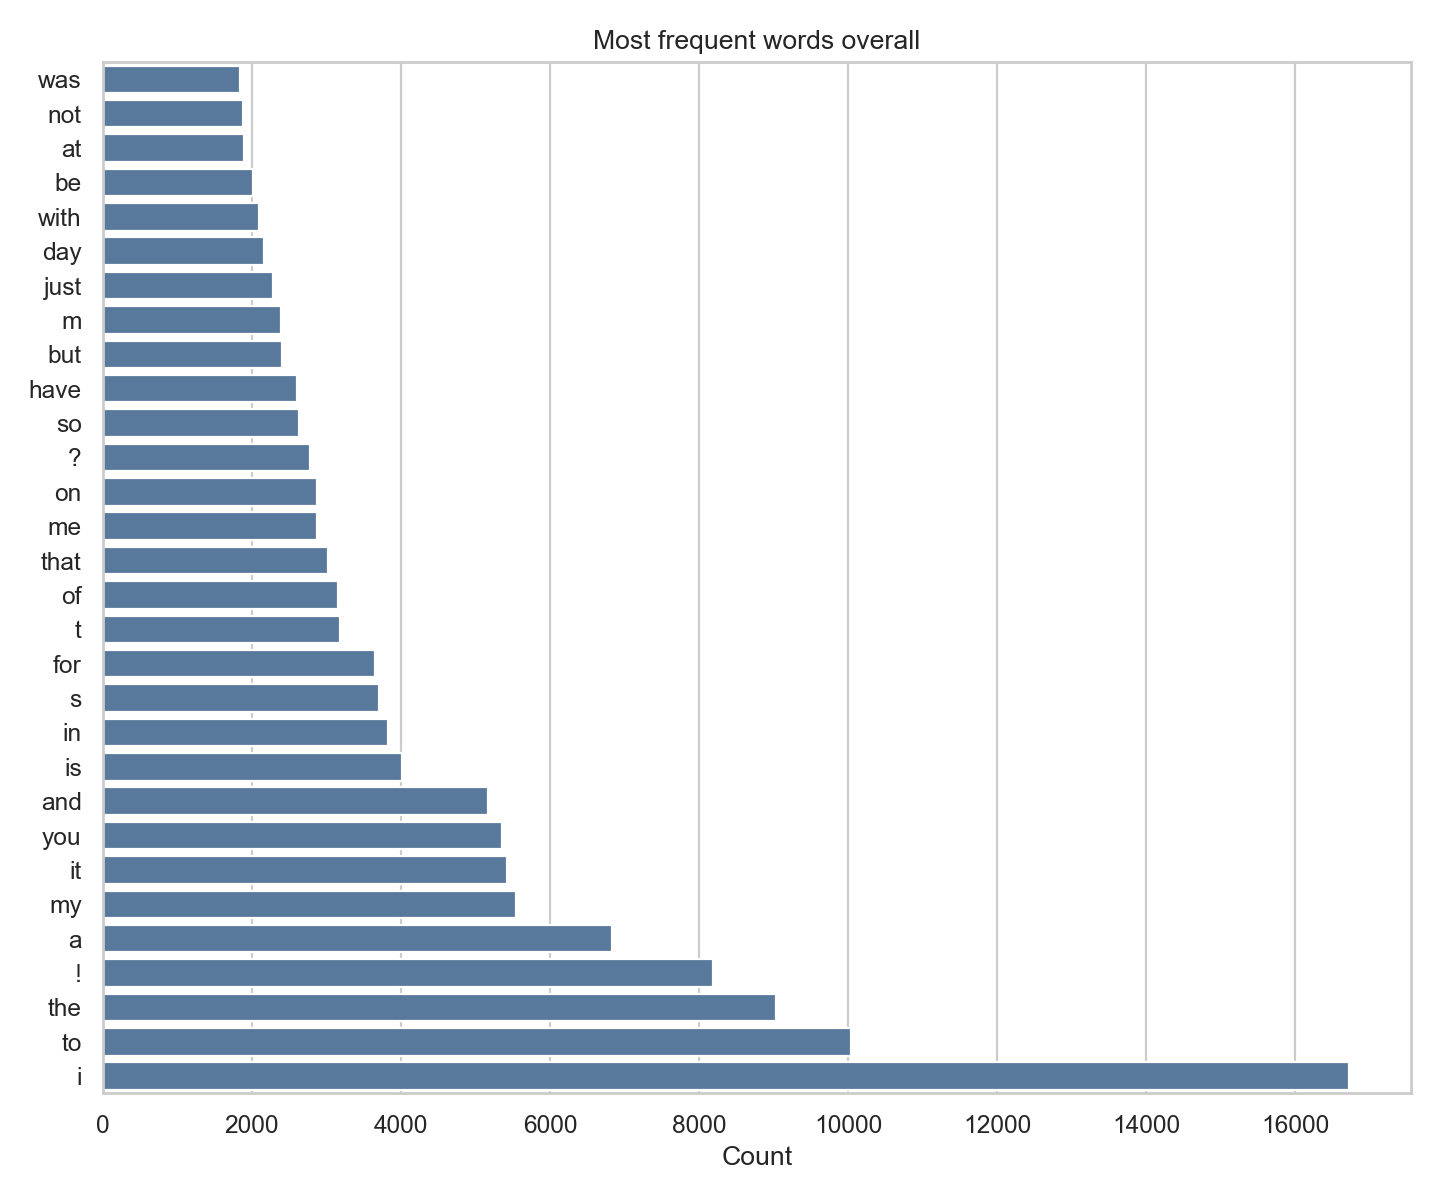 Most frequent words overall
was
not
at
be
with
day
just
m
but
have
so
?
on
me
that
of
t
for
s
in
is
and
you
it
my
a
!
the
to
i
0 2000 4000 6000 8000 10000 12000 14000 16000
Count